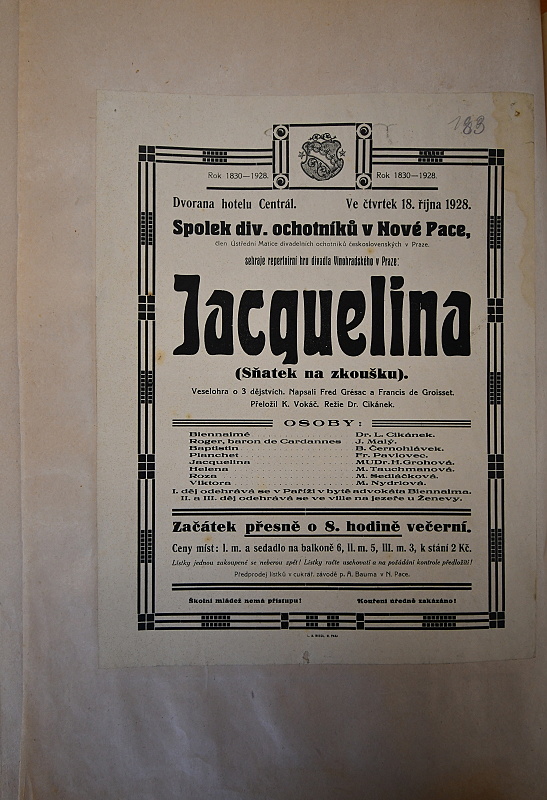 183
Rok 1830—1928. Rok 1830—1928.
Dvorana hotelu Centrál. Ve čtvrtek 18. října 1928.
Spolek div. ochotníků v Nové Pace,
člen Ústřední Matice divadelních ochotníků československých v Praze.
sehraje repertoirní hru divadla Vinohradského v Praze:
Jacquelina
(Sňatek na zkoušku).
Veselohra o 3 dějstvích. Napsali Fred Grésac a Francis de Groisset.
Přeložil K. Vokáč. Režie Dr. Cikánek.
OSOBY:
Biennaimé Dr. L. Cikánek.
Roger, baron de Cardannes J. Malý.
Baptistin B. Černohlávek.
Planchet Fr. Pavlovec.
Jacquelina MUDr. H. Grohová.
Helena M. Tauchmanová.
Roza M. Sedláčková.
Viktora M. Nydrlová.
I. děj odehrává se v Paříži v bytě advokáta Biennaima.
II. a III. děj odehrává se ve ville na jezeře u Ženevy.
Začátek přesně o 8. hodině večerní.
Ceny míst: I. m. a sedadlo na balkoně 6, II. m. 5, III. m. 3, k stání 2 Kč.
Lístky jednou zakoupené se neberou zpět! Lístky račte uschovati a na požádání kontrole předložiti!
Předprodej lístků v cukrář. závodě p. A. Bauma v N. Pace.
Školní mládež nemá přístupu! Kouření úředně zakázáno!